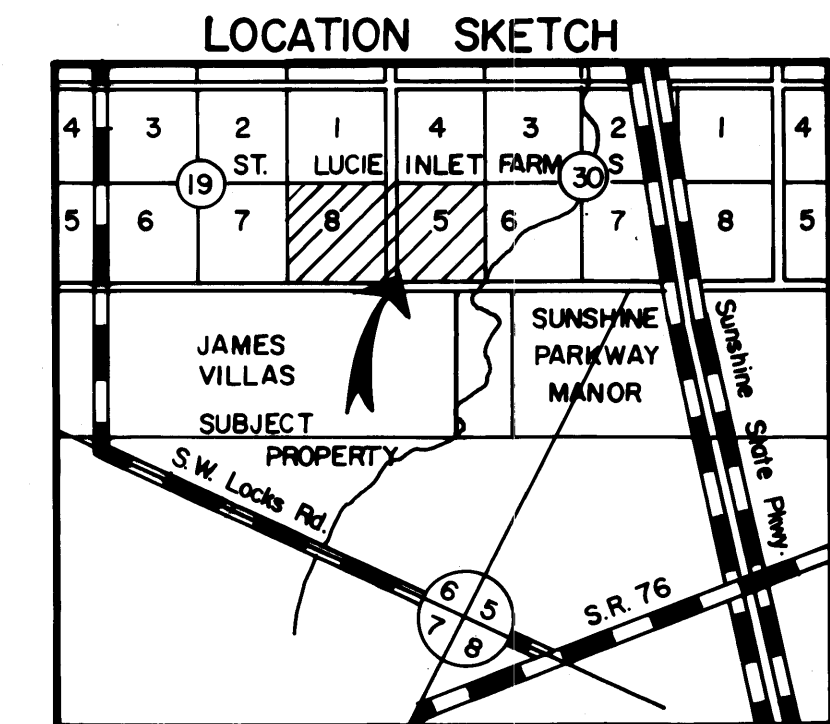 LOCATION SKETCH
4 3 2 1 4 3 2 1 4
ST. LUCIE INLET FARMS
19 30
5 6 7 8 5 6 7 8 5
JAMES
VILLAS
SUBJECT
PROPERTY
SUNSHINE
PARKWAY
MANOR
Sunshine State Pkwy.
S.W. Locks Rd.
6 5
7 8
S.R. 76